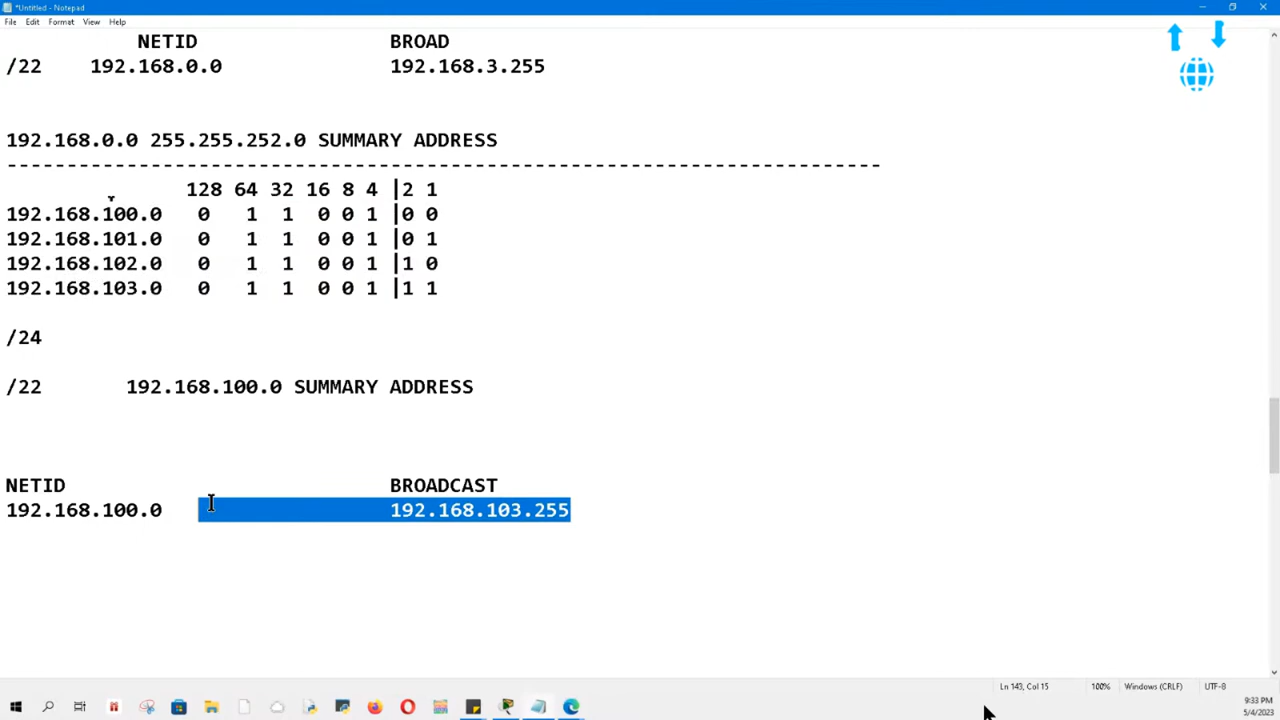 *Untitled - Notepad
File Edit Format View Help
NETID BROAD
/22 192.168.0.0 192.168.3.255
192.168.0.0 255.255.252.0 SUMMARY ADDRESS
-------------------------------------------------------------------------
128 64 32 16 8 4 |2 1
192.168.100.0 0 1 1 0 0 1 |0 0
192.168.101.0 0 1 1 0 0 1 |0 1
192.168.102.0 0 1 1 0 0 1 |1 0
192.168.103.0 0 1 1 0 0 1 |1 1
/24
/22 192.168.100.0 SUMMARY ADDRESS
NETID BROADCAST
192.168.100.0 192.168.103.255
Ln 143, Col 15 100% Windows (CRLF) UTF-8
9:33 PM
5/4/2023